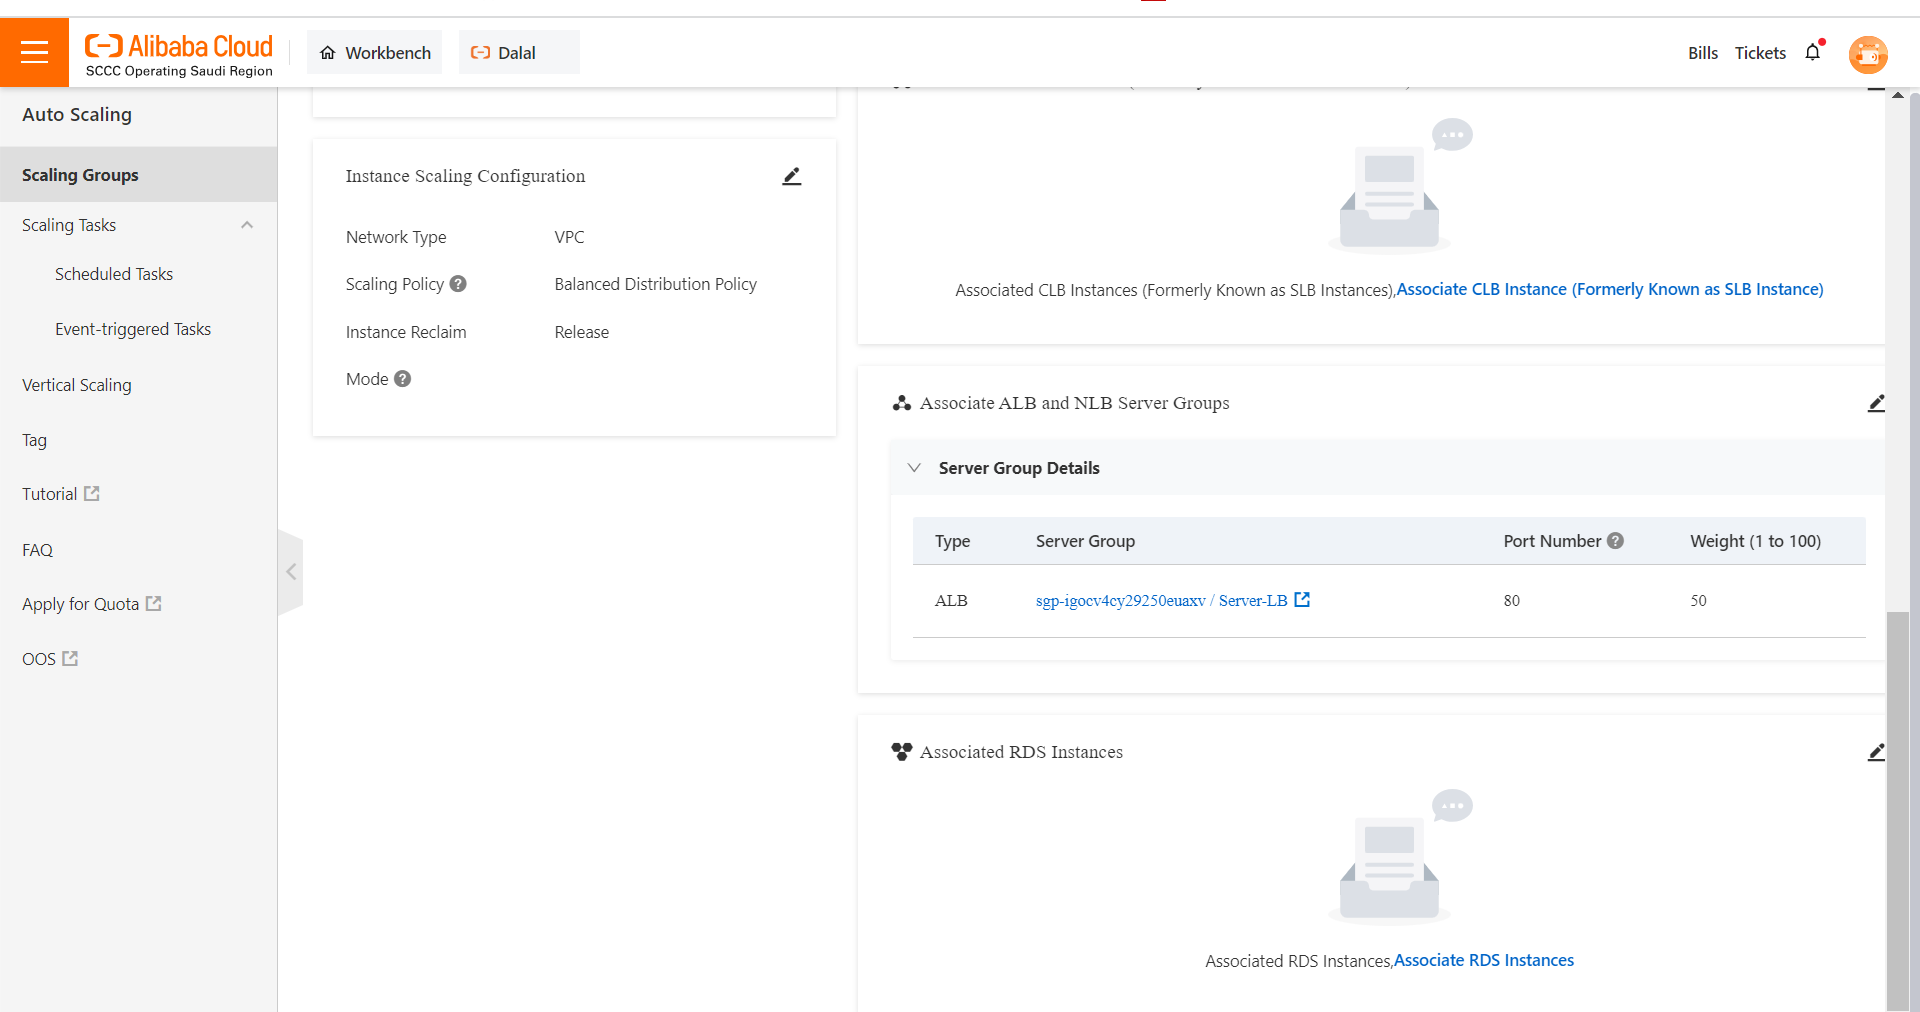 Alibaba Cloud
SCCC Operating Saudi Region
Workbench
Dalal
Bills
Tickets
Auto Scaling
Scaling Groups
Scaling Tasks
Scheduled Tasks
Event-triggered Tasks
Vertical Scaling
Tag
Tutorial
FAQ
Apply for Quota
OOS
Instance Scaling Configuration
Network Type VPC
Scaling Policy Balanced Distribution Policy
Instance Reclaim Release
Mode
Associated CLB Instances (Formerly Known as SLB Instances),Associate CLB Instance (Formerly Known as SLB Instance)
Associate ALB and NLB Server Groups
Server Group Details
Type Server Group Port Number Weight (1 to 100)
ALB sgp-igocv4cy29250euaxv / Server-LB 80 50
Associated RDS Instances
Associated RDS Instances,Associate RDS Instances